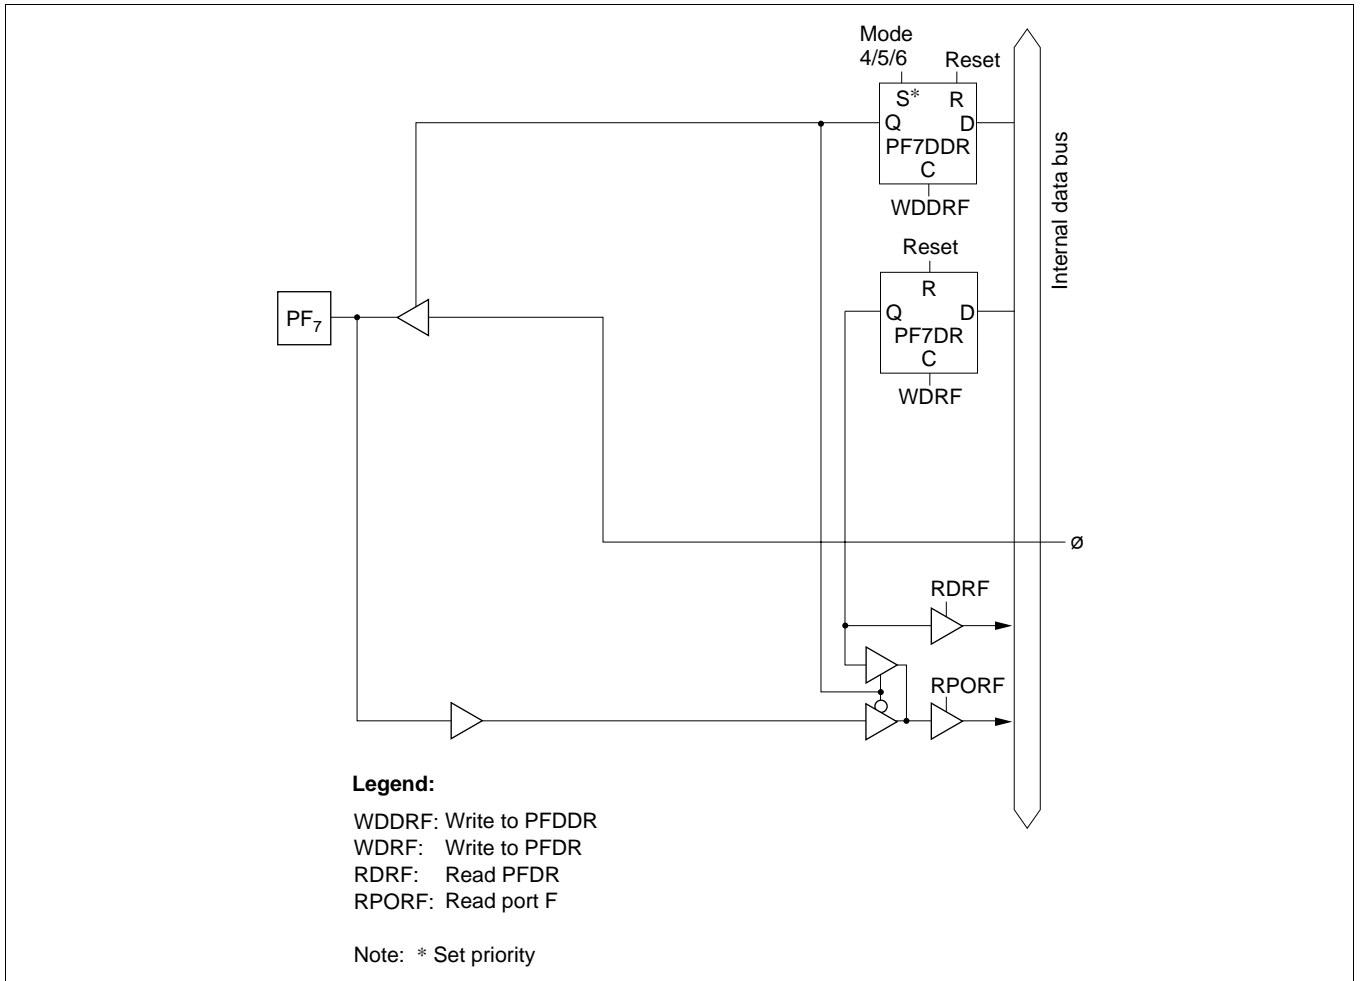 Mode
4/5/6
Reset
S* R
Q D
PF7DDR
C
WDDRF
Internal data bus
Reset
R
Q D
PF7DR
C
WDRF
PF7
ø
RDRF
RPORF
Legend:
WDDRF: Write to PFDDR
WDRF: Write to PFDR
RDRF: Read PFDR
RPORF: Read port F
Note: * Set priority